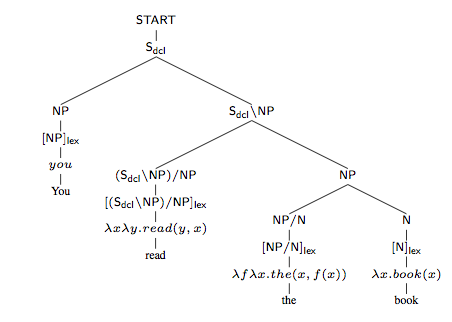 START
S_dcl
NP S_dcl\NP
[NP]_lex
you (S_dcl\NP)/NP NP
You [(S_dcl\NP)/NP]_lex
λxλy.read(y, x) NP/N N
read [NP/N]_lex [N]_lex
λfλx.the(x, f(x)) λx.book(x)
the book